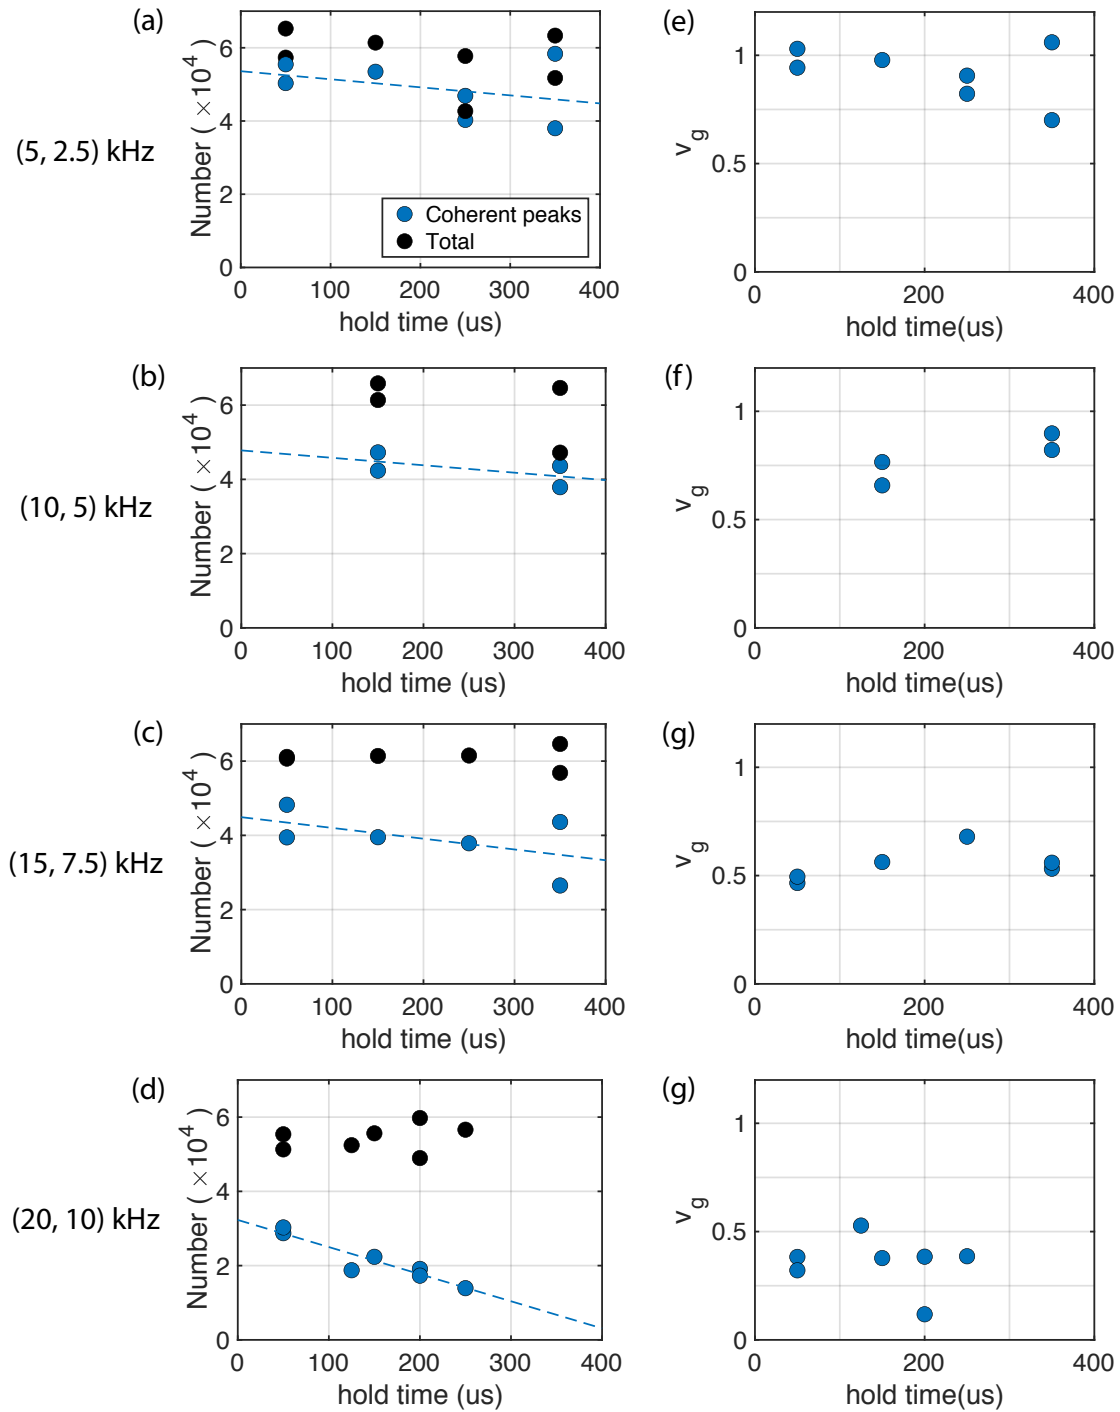 (a)
(5, 2.5) kHz
Number ( ×10^4 )
6
4
2
0
Coherent peaks
Total
0 100 200 300 400
hold time (us)
(e)
v_g
1
0.5
0
0 200 400
hold time(us)
(b)
(10, 5) kHz
Number ( ×10^4 )
6
4
2
0
0 100 200 300 400
hold time (us)
(f)
v_g
1
0.5
0
0 200 400
hold time(us)
(c)
(15, 7.5) kHz
Number ( ×10^4 )
6
4
2
0
0 100 200 300 400
hold time (us)
(g)
v_g
1
0.5
0
0 200 400
hold time(us)
(d)
(20, 10) kHz
Number ( ×10^4 )
6
4
2
0
0 100 200 300 400
hold time (us)
(g)
v_g
1
0.5
0
0 200 400
hold time(us)